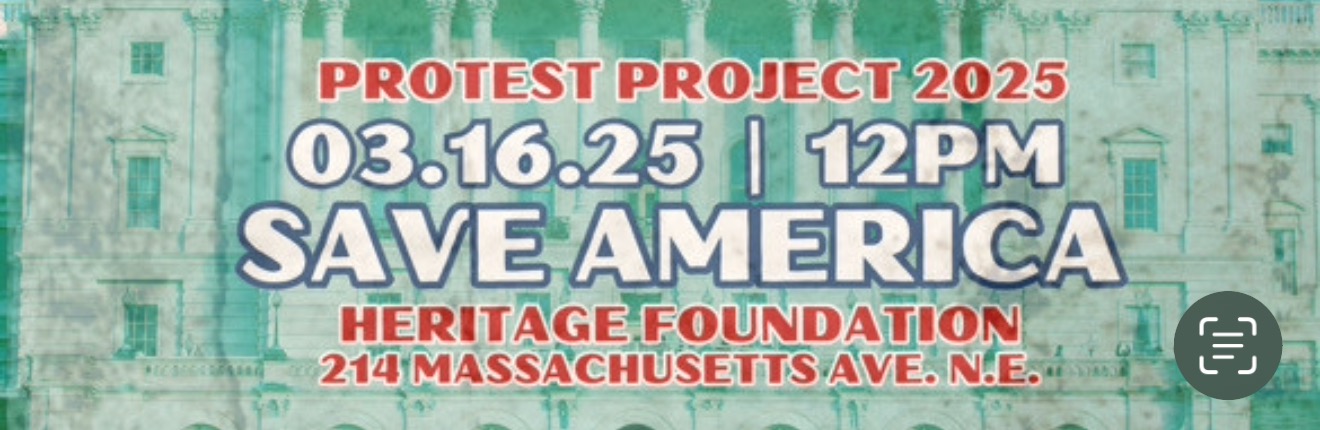 PROTEST PROJECT 2025
03.16.25 | 12PM
SAVE AMERICA
HERITAGE FOUNDATION
214 MASSACHUSETTS AVE. N.E.